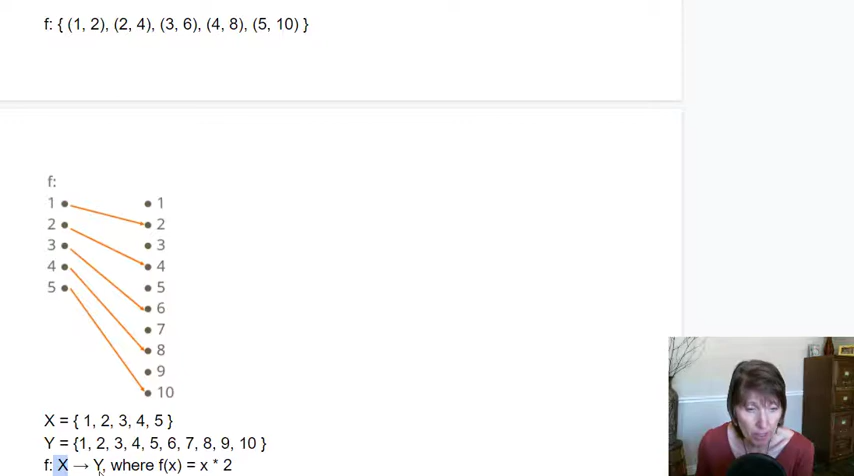 f: { (1, 2), (2, 4), (3, 6), (4, 8), (5, 10) }
f:
1 1
2 2
3 3
4 4
5 5
6
7
8
9
10
X = { 1, 2, 3, 4, 5 }
Y = {1, 2, 3, 4, 5, 6, 7, 8, 9, 10 }
f: X → Y, where f(x) = x * 2